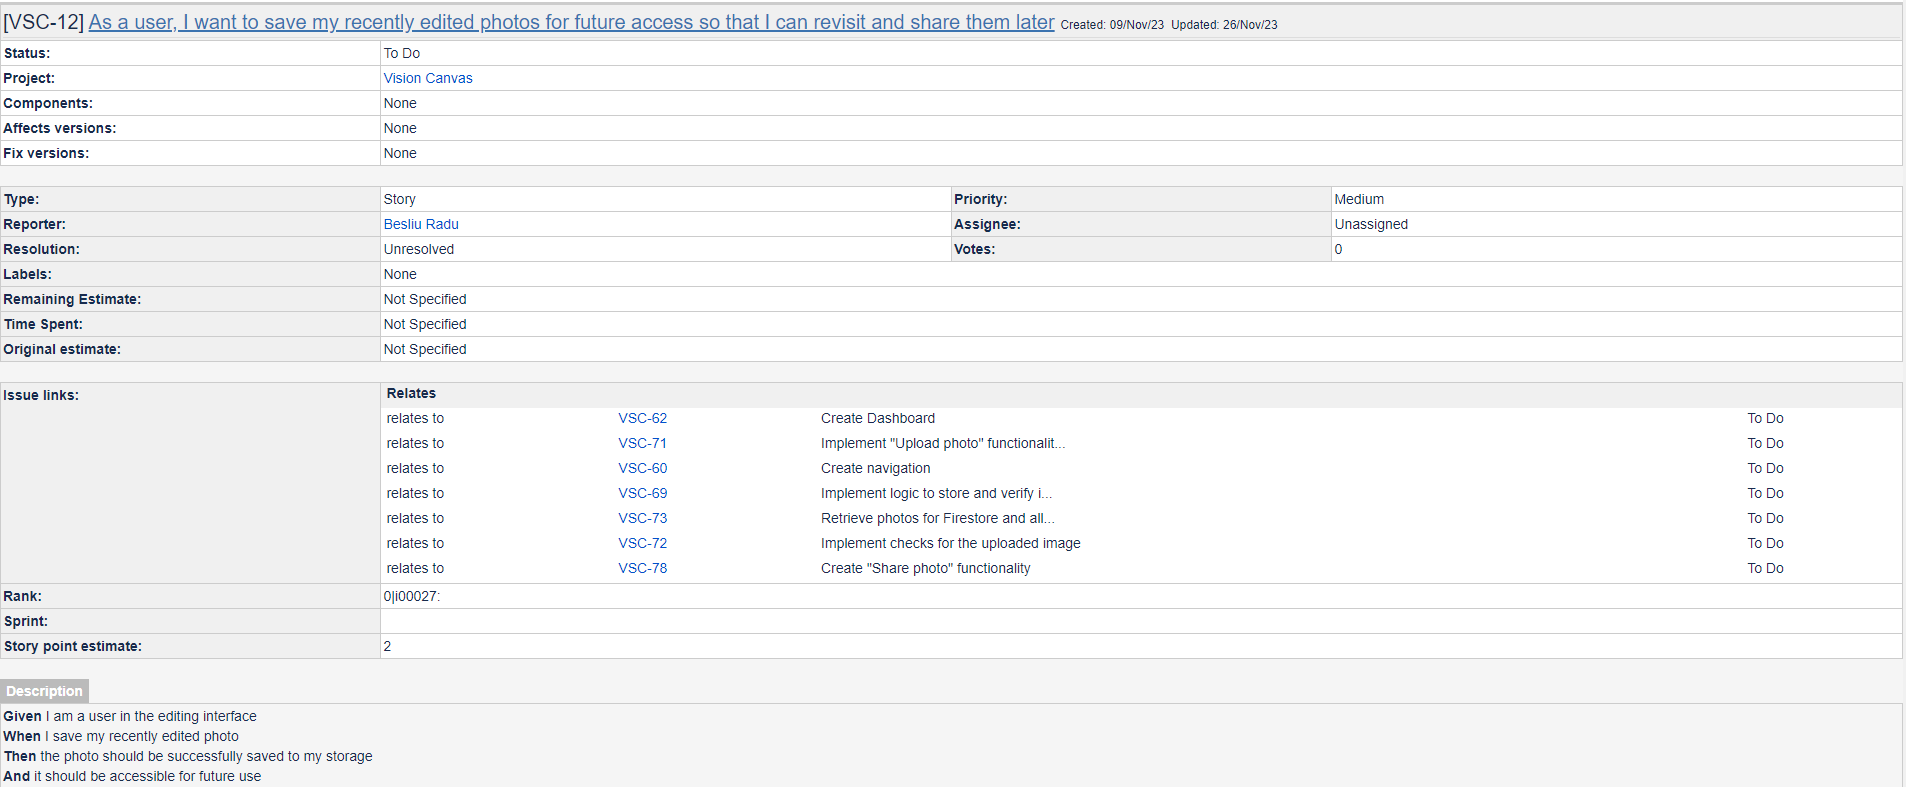 [VSC-12] As a user, I want to save my recently edited photos for future access so that I can revisit and share them later Created: 09/Nov/23 Updated: 26/Nov/23
Status: To Do
Project: Vision Canvas
Components: None
Affects versions: None
Fix versions: None
Type: Story Priority: Medium
Reporter: Besliu Radu Assignee: Unassigned
Resolution: Unresolved Votes: 0
Labels: None
Remaining Estimate: Not Specified
Time Spent: Not Specified
Original estimate: Not Specified
Issue links: Relates
relates to VSC-62 Create Dashboard To Do
relates to VSC-71 Implement "Upload photo" functionalit... To Do
relates to VSC-60 Create navigation To Do
relates to VSC-69 Implement logic to store and verify i... To Do
relates to VSC-73 Retrieve photos for Firestore and all... To Do
relates to VSC-72 Implement checks for the uploaded image To Do
relates to VSC-78 Create "Share photo" functionality To Do
Rank: 0|i00027:
Sprint:
Story point estimate: 2
Description
Given I am a user in the editing interface
When I save my recently edited photo
Then the photo should be successfully saved to my storage
And it should be accessible for future use